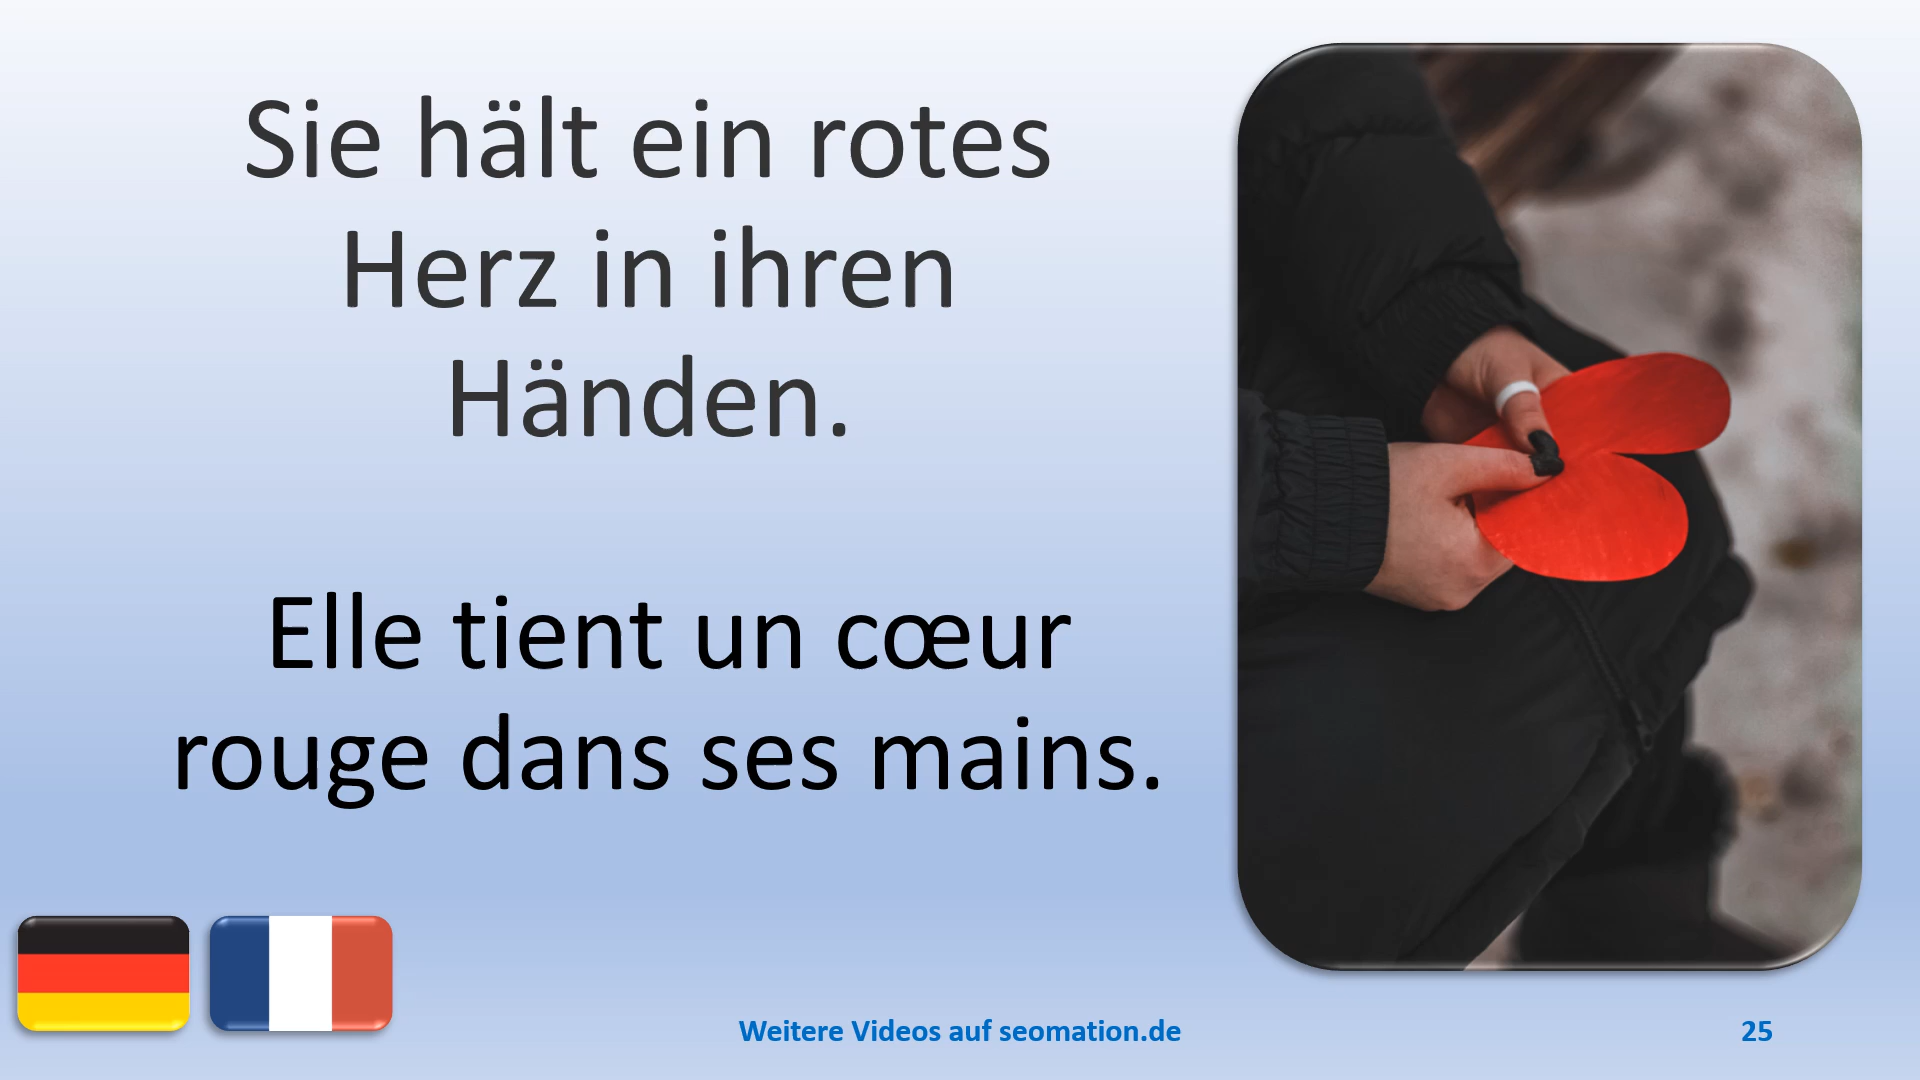 Sie hält ein rotes
Herz in ihren
Händen.
Elle tient un cœur
rouge dans ses mains.
Weitere Videos auf seomation.de
25